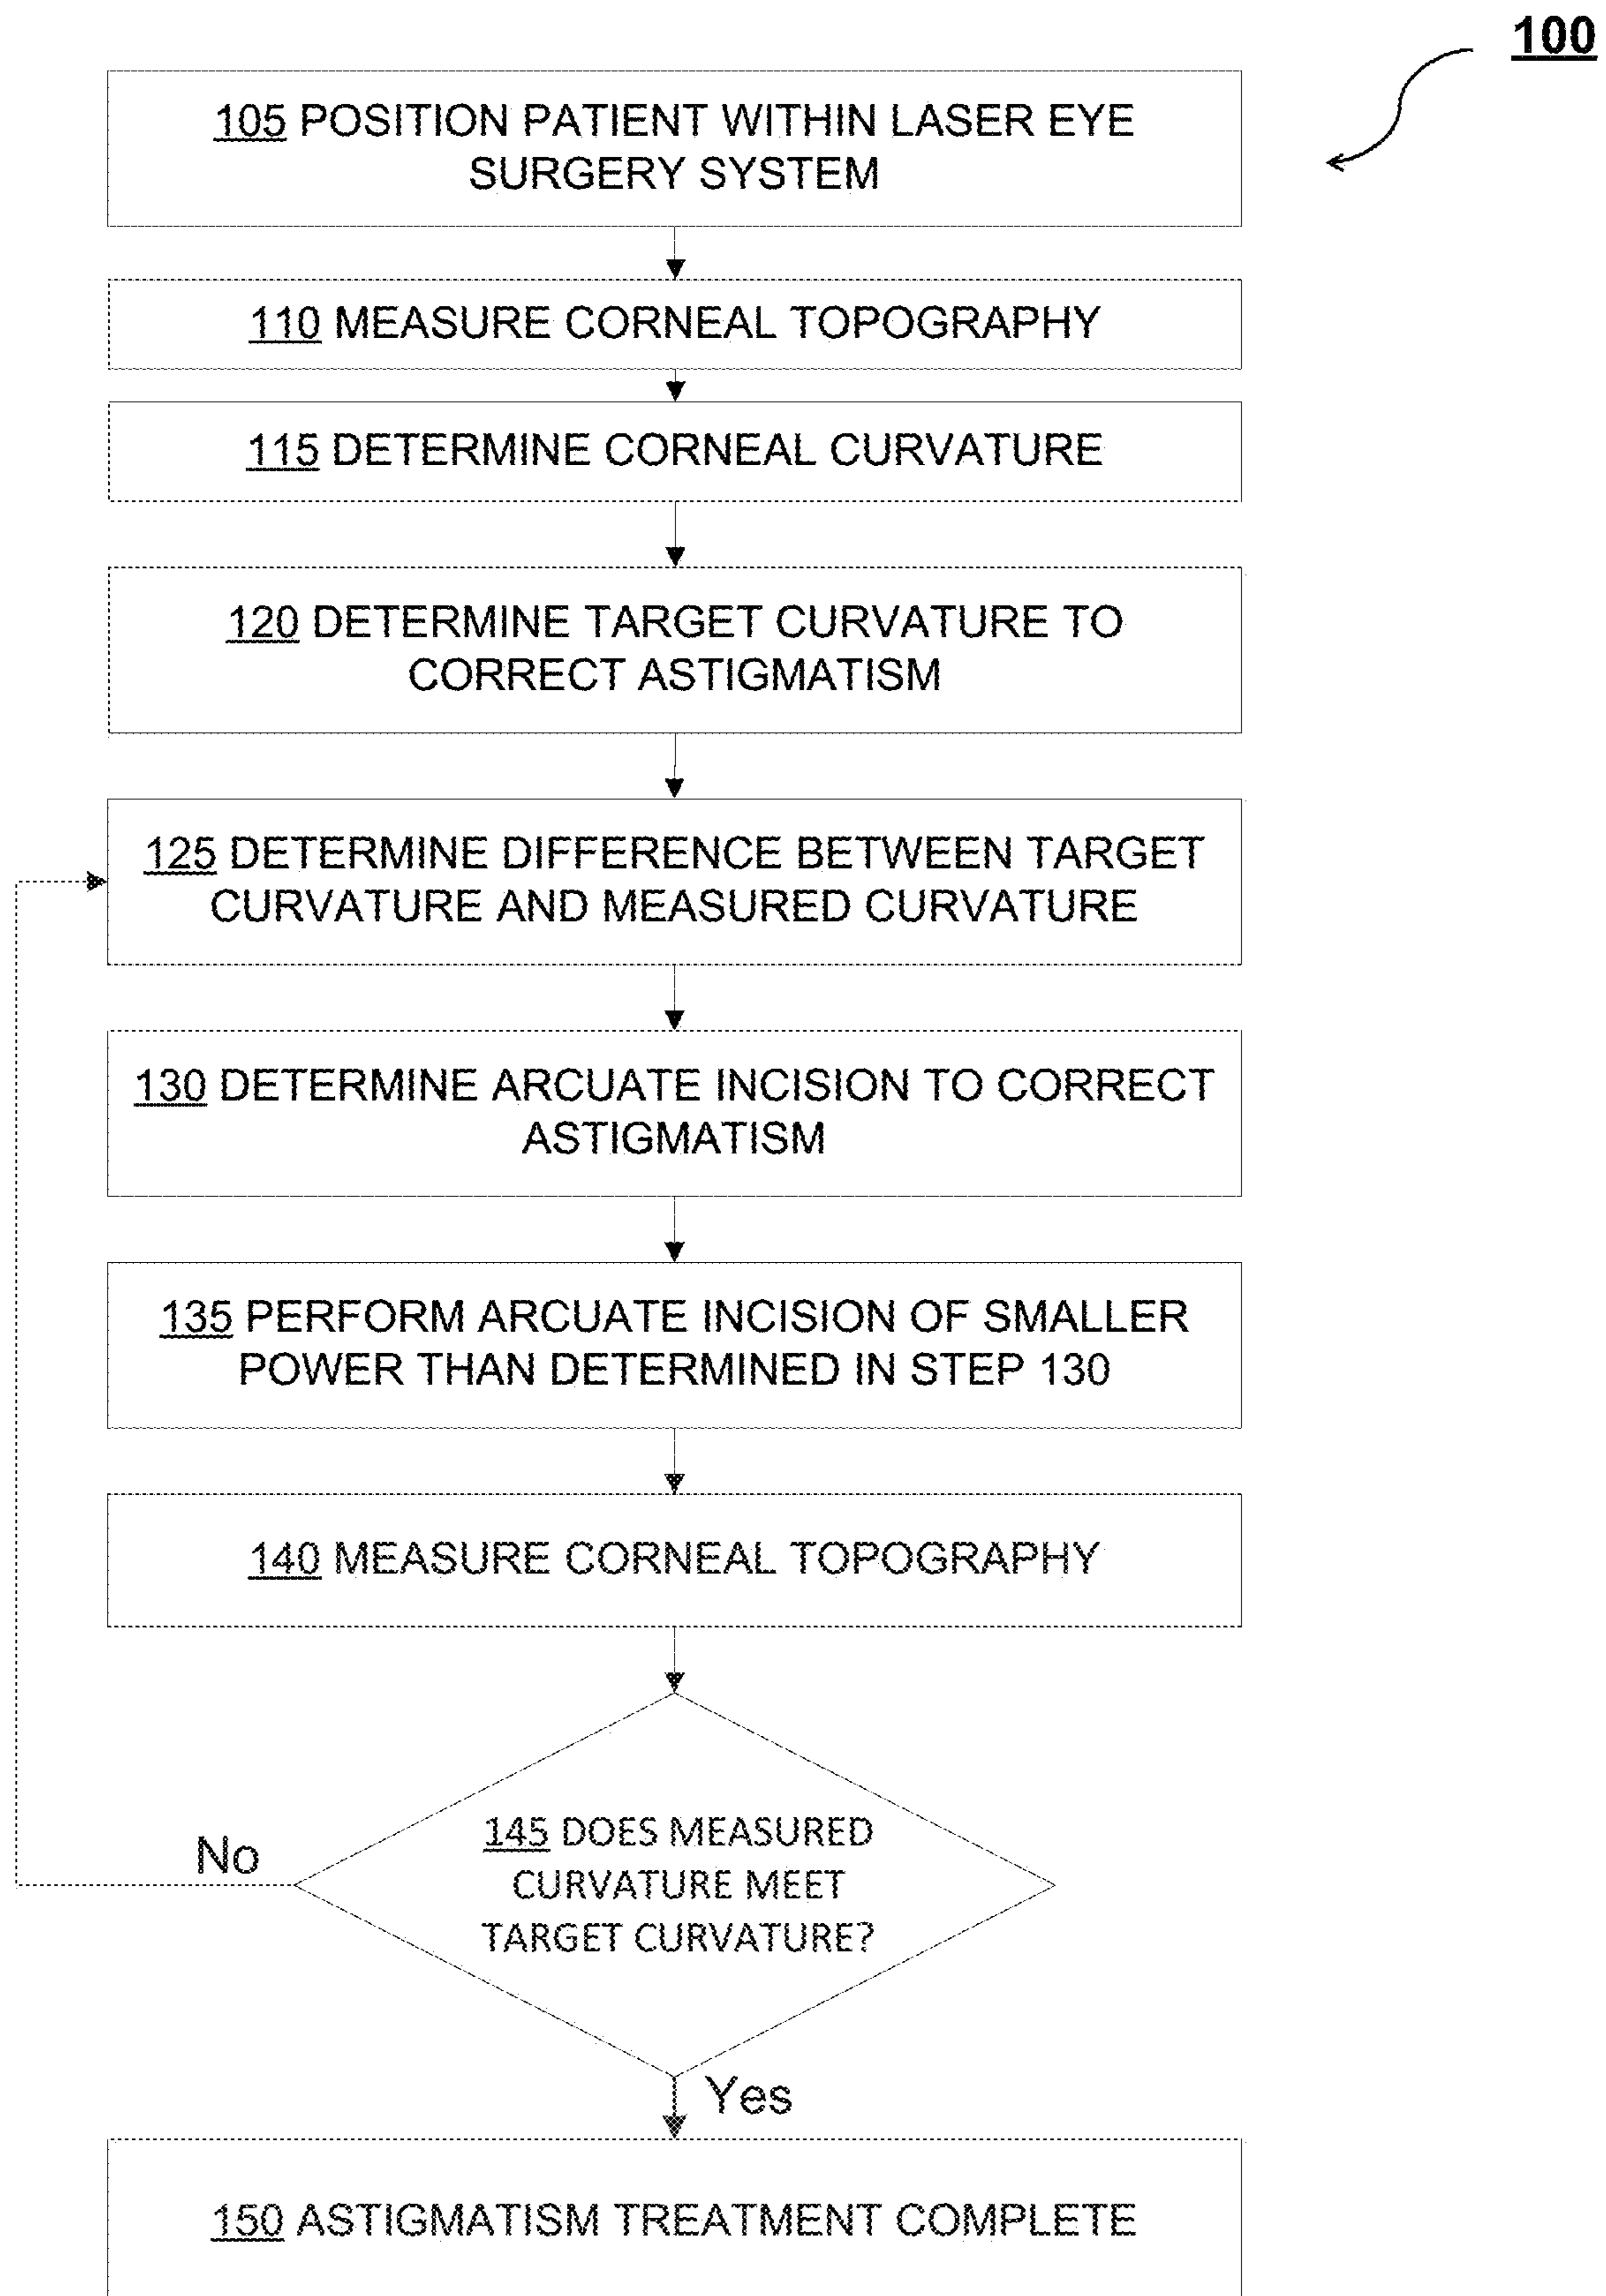 100
105 POSITION PATIENT WITHIN LASER EYE
SURGERY SYSTEM
110 MEASURE CORNEAL TOPOGRAPHY
115 DETERMINE CORNEAL CURVATURE
120 DETERMINE TARGET CURVATURE TO
CORRECT ASTIGMATISM
125 DETERMINE DIFFERENCE BETWEEN TARGET
CURVATURE AND MEASURED CURVATURE
130 DETERMINE ARCUATE INCISION TO CORRECT
ASTIGMATISM
135 PERFORM ARCUATE INCISION OF SMALLER
POWER THAN DETERMINED IN STEP 130
140 MEASURE CORNEAL TOPOGRAPHY
145 DOES MEASURED
CURVATURE MEET
TARGET CURVATURE?
No
Yes
150 ASTIGMATISM TREATMENT COMPLETE